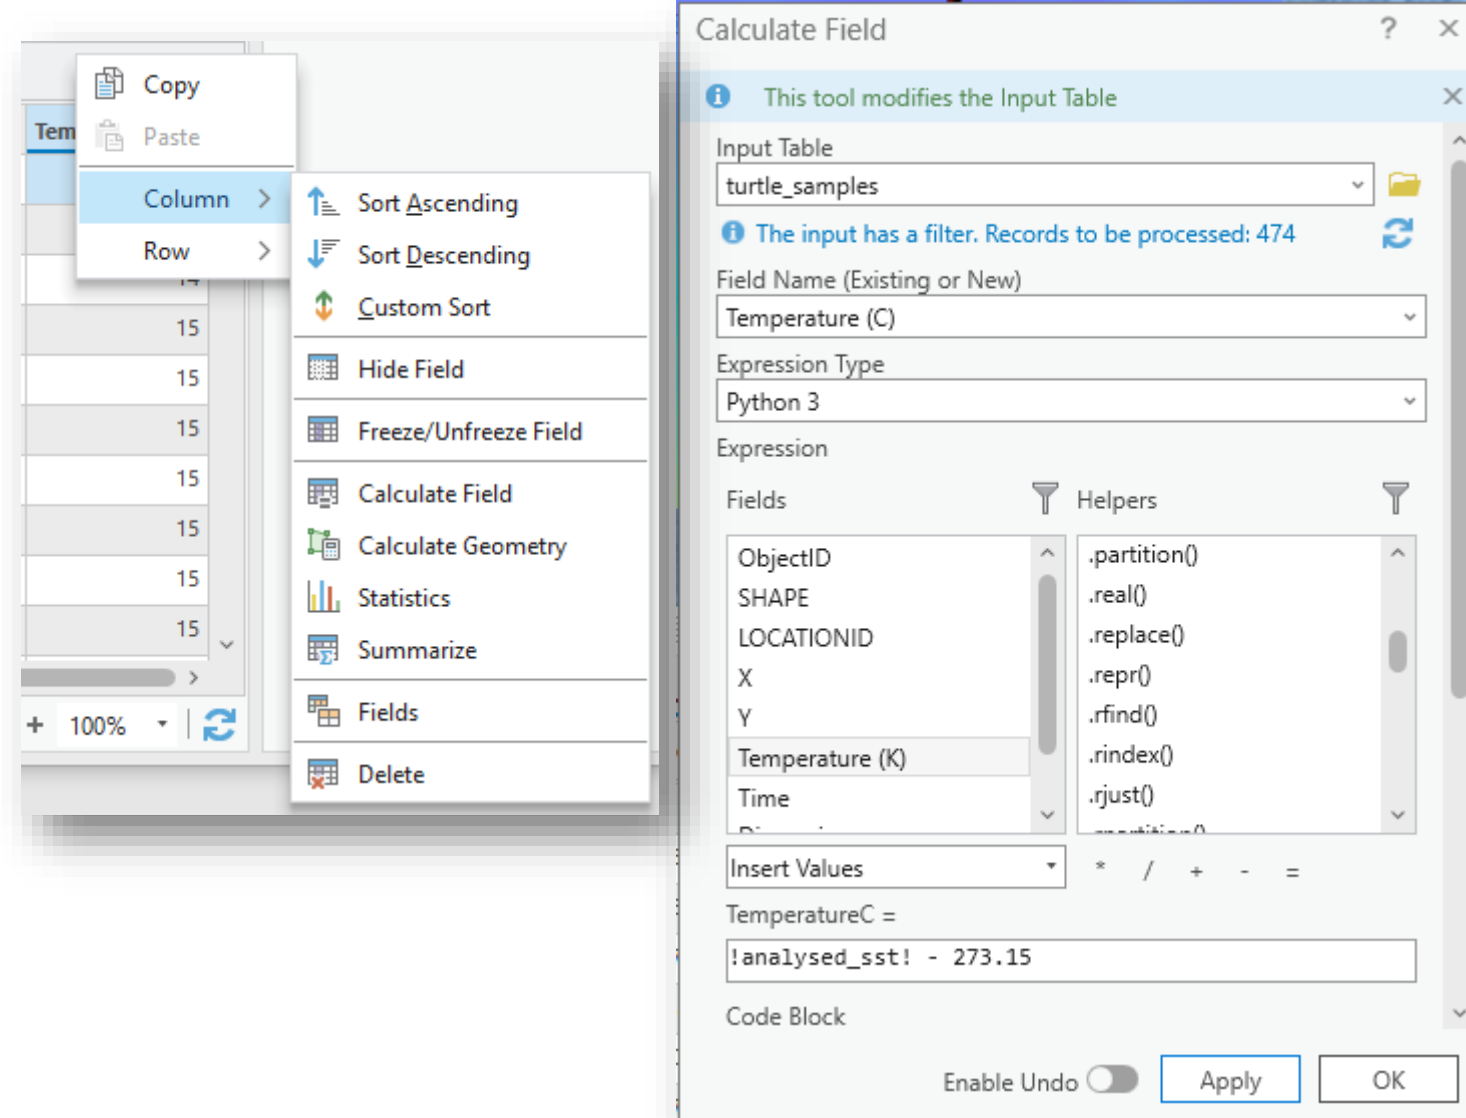 Copy
Paste
Tem
Column
Row
14
15
15
15
15
15
15
15
100%
Sort Ascending
Sort Descending
Custom Sort
Hide Field
Freeze/Unfreeze Field
Calculate Field
Calculate Geometry
Statistics
Summarize
Fields
Delete
Calculate Field
This tool modifies the Input Table
Input Table
turtle_samples
The input has a filter. Records to be processed: 474
Field Name (Existing or New)
Temperature (C)
Expression Type
Python 3
Expression
Fields
Helpers
ObjectID
SHAPE
LOCATIONID
X
Y
Temperature (K)
Time
.partition()
.real()
.replace()
.repr()
.rfind()
.rindex()
.rjust()
Insert Values
* / + - =
TemperatureC =
!analysed_sst! - 273.15
Code Block
Enable Undo
Apply
OK